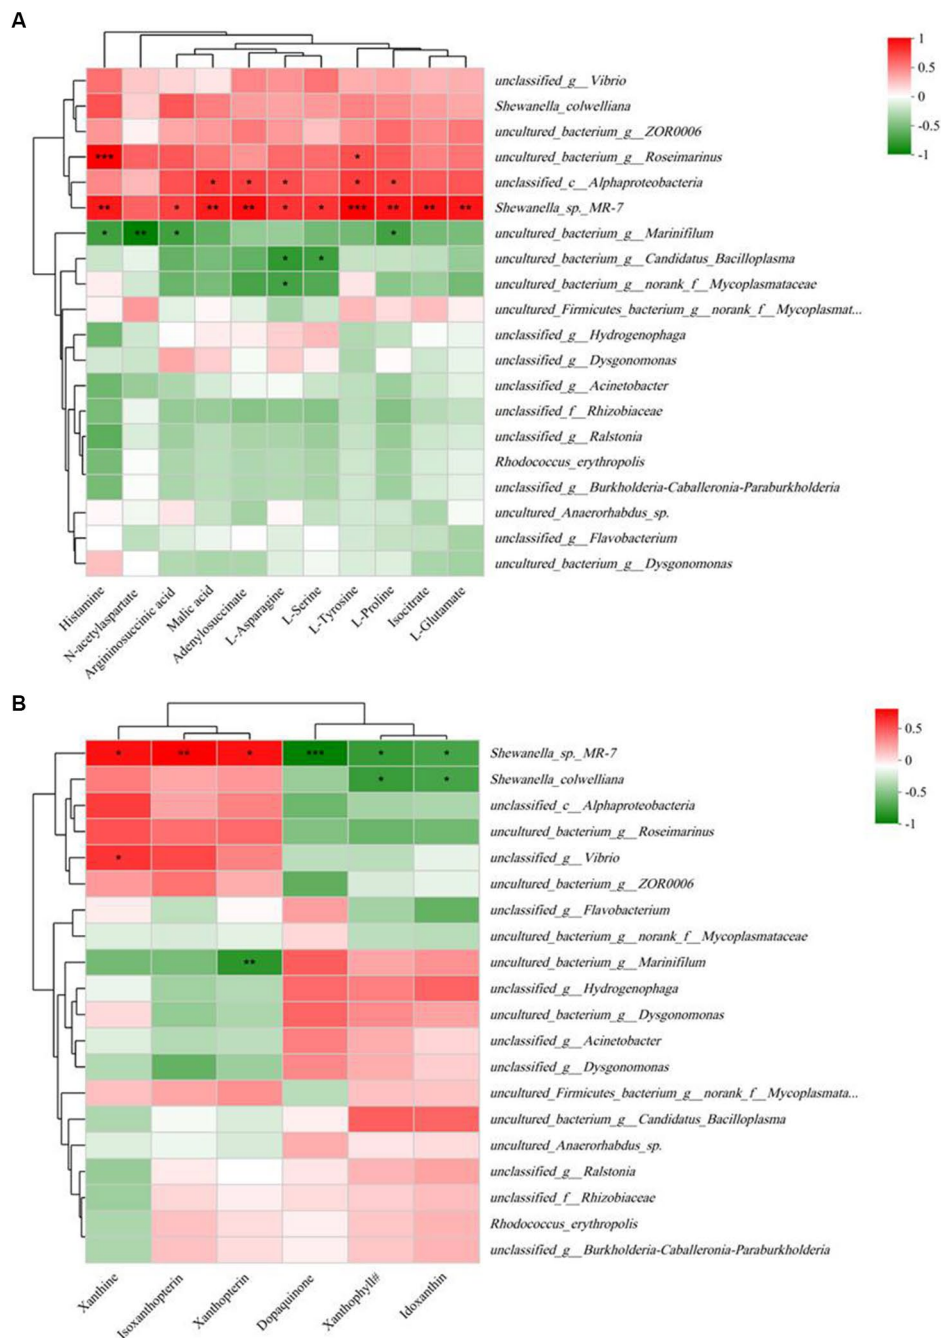 A
1
0.5
0
-0.5
-1
unclassified_g__Vibrio
Shewanella_colwelliana
uncultured_bacterium_g__ZOR0006
*** * uncultured_bacterium_g__Roseimarinus
* * * * * unclassified_c__Alphaproteobacteria
** * ** ** * * *** ** ** ** Shewanella_sp._MR-7
* ** * * uncultured_bacterium_g__Marinifilum
* * uncultured_bacterium_g__Candidatus_Bacilloplasma
* uncultured_bacterium_g__norank_f__Mycoplasmataceae
uncultured_Firmicutes_bacterium_g__norank_f__Mycoplasmat...
unclassified_g__Hydrogenophaga
unclassified_g__Dysgonomonas
unclassified_g__Acinetobacter
unclassified_f__Rhizobiaceae
unclassified_g__Ralstonia
Rhodococcus_erythropolis
unclassified_g__Burkholderia-Caballeronia-Paraburkholderia
uncultured_Anaerorhabdus_sp.
unclassified_g__Flavobacterium
uncultured_bacterium_g__Dysgonomonas
Histamine
N-acetylaspartate
Argininosuccinic acid
Malic acid
Adenylosuccinate
L-Asparagine
L-Serine
L-Tyrosine
L-Proline
Isocitrate
L-Glutamate
B
0.5
0
-0.5
-1
* ** * *** * * Shewanella_sp._MR-7
* * Shewanella_colwelliana
unclassified_c__Alphaproteobacteria
uncultured_bacterium_g__Roseimarinus
* unclassified_g__Vibrio
uncultured_bacterium_g__ZOR0006
unclassified_g__Flavobacterium
uncultured_bacterium_g__norank_f__Mycoplasmataceae
** uncultured_bacterium_g__Marinifilum
unclassified_g__Hydrogenophaga
uncultured_bacterium_g__Dysgonomonas
unclassified_g__Acinetobacter
unclassified_g__Dysgonomonas
uncultured_Firmicutes_bacterium_g__norank_f__Mycoplasmata...
uncultured_bacterium_g__Candidatus_Bacilloplasma
uncultured_Anaerorhabdus_sp.
unclassified_g__Ralstonia
unclassified_f__Rhizobiaceae
Rhodococcus_erythropolis
unclassified_g__Burkholderia-Caballeronia-Paraburkholderia
Xanthine
Isoxanthopterin
Xanthopterin
Dopaquinone
Xanthophyll#
Idoxanthin